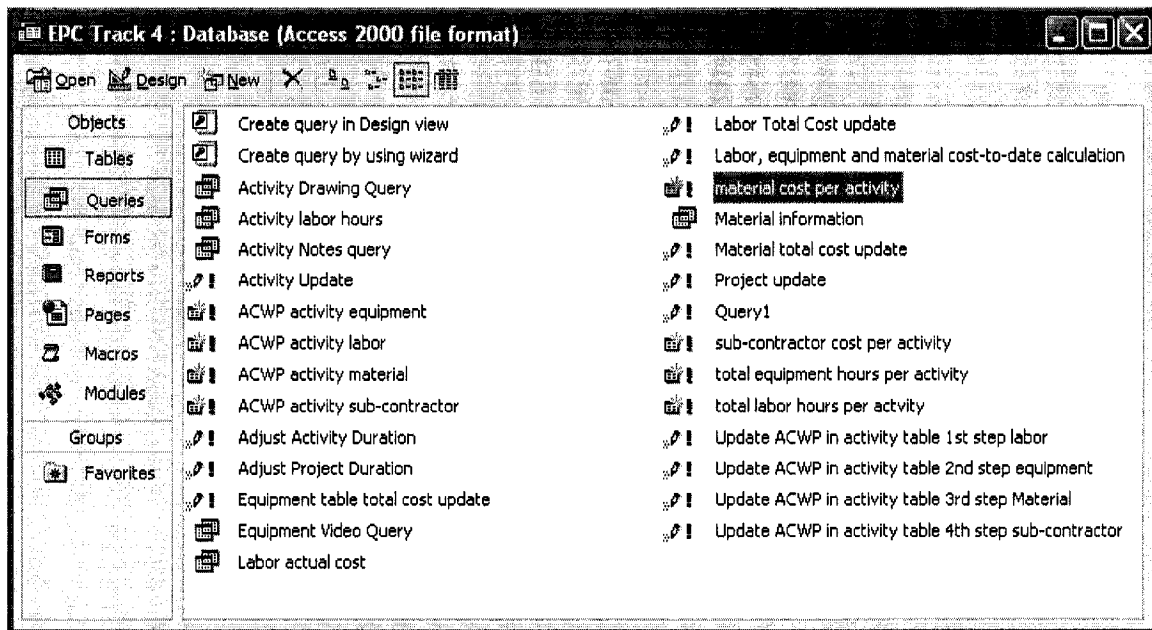 EPC Track 4 : Database (Access 2000 file format)
Open Design New
Objects
Tables
Queries
Forms
Reports
Pages
Macros
Modules
Groups
Favorites
Create query in Design view
Create query by using wizard
Activity Drawing Query
Activity labor hours
Activity Notes query
Activity Update
ACWP activity equipment
ACWP activity labor
ACWP activity material
ACWP activity sub-contractor
Adjust Activity Duration
Adjust Project Duration
Equipment table total cost update
Equipment Video Query
Labor actual cost
Labor Total Cost update
Labor, equipment and material cost-to-date calculation
material cost per activity
Material information
Material total cost update
Project update
Query1
sub-contractor cost per activity
total equipment hours per activity
total labor hours per actvity
Update ACWP in activity table 1st step labor
Update ACWP in activity table 2nd step equipment
Update ACWP in activity table 3rd step Material
Update ACWP in activity table 4th step sub-contractor